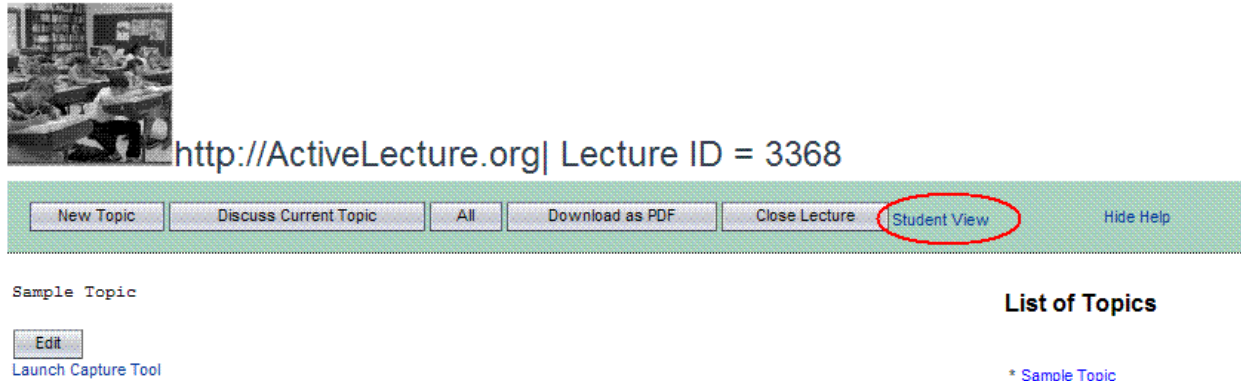 http://ActiveLecture.org| Lecture ID = 3368
New Topic Discuss Current Topic All Download as PDF Close Lecture Student View Hide Help
Sample Topic
List of Topics
Edit
Launch Capture Tool
* Sample Topic